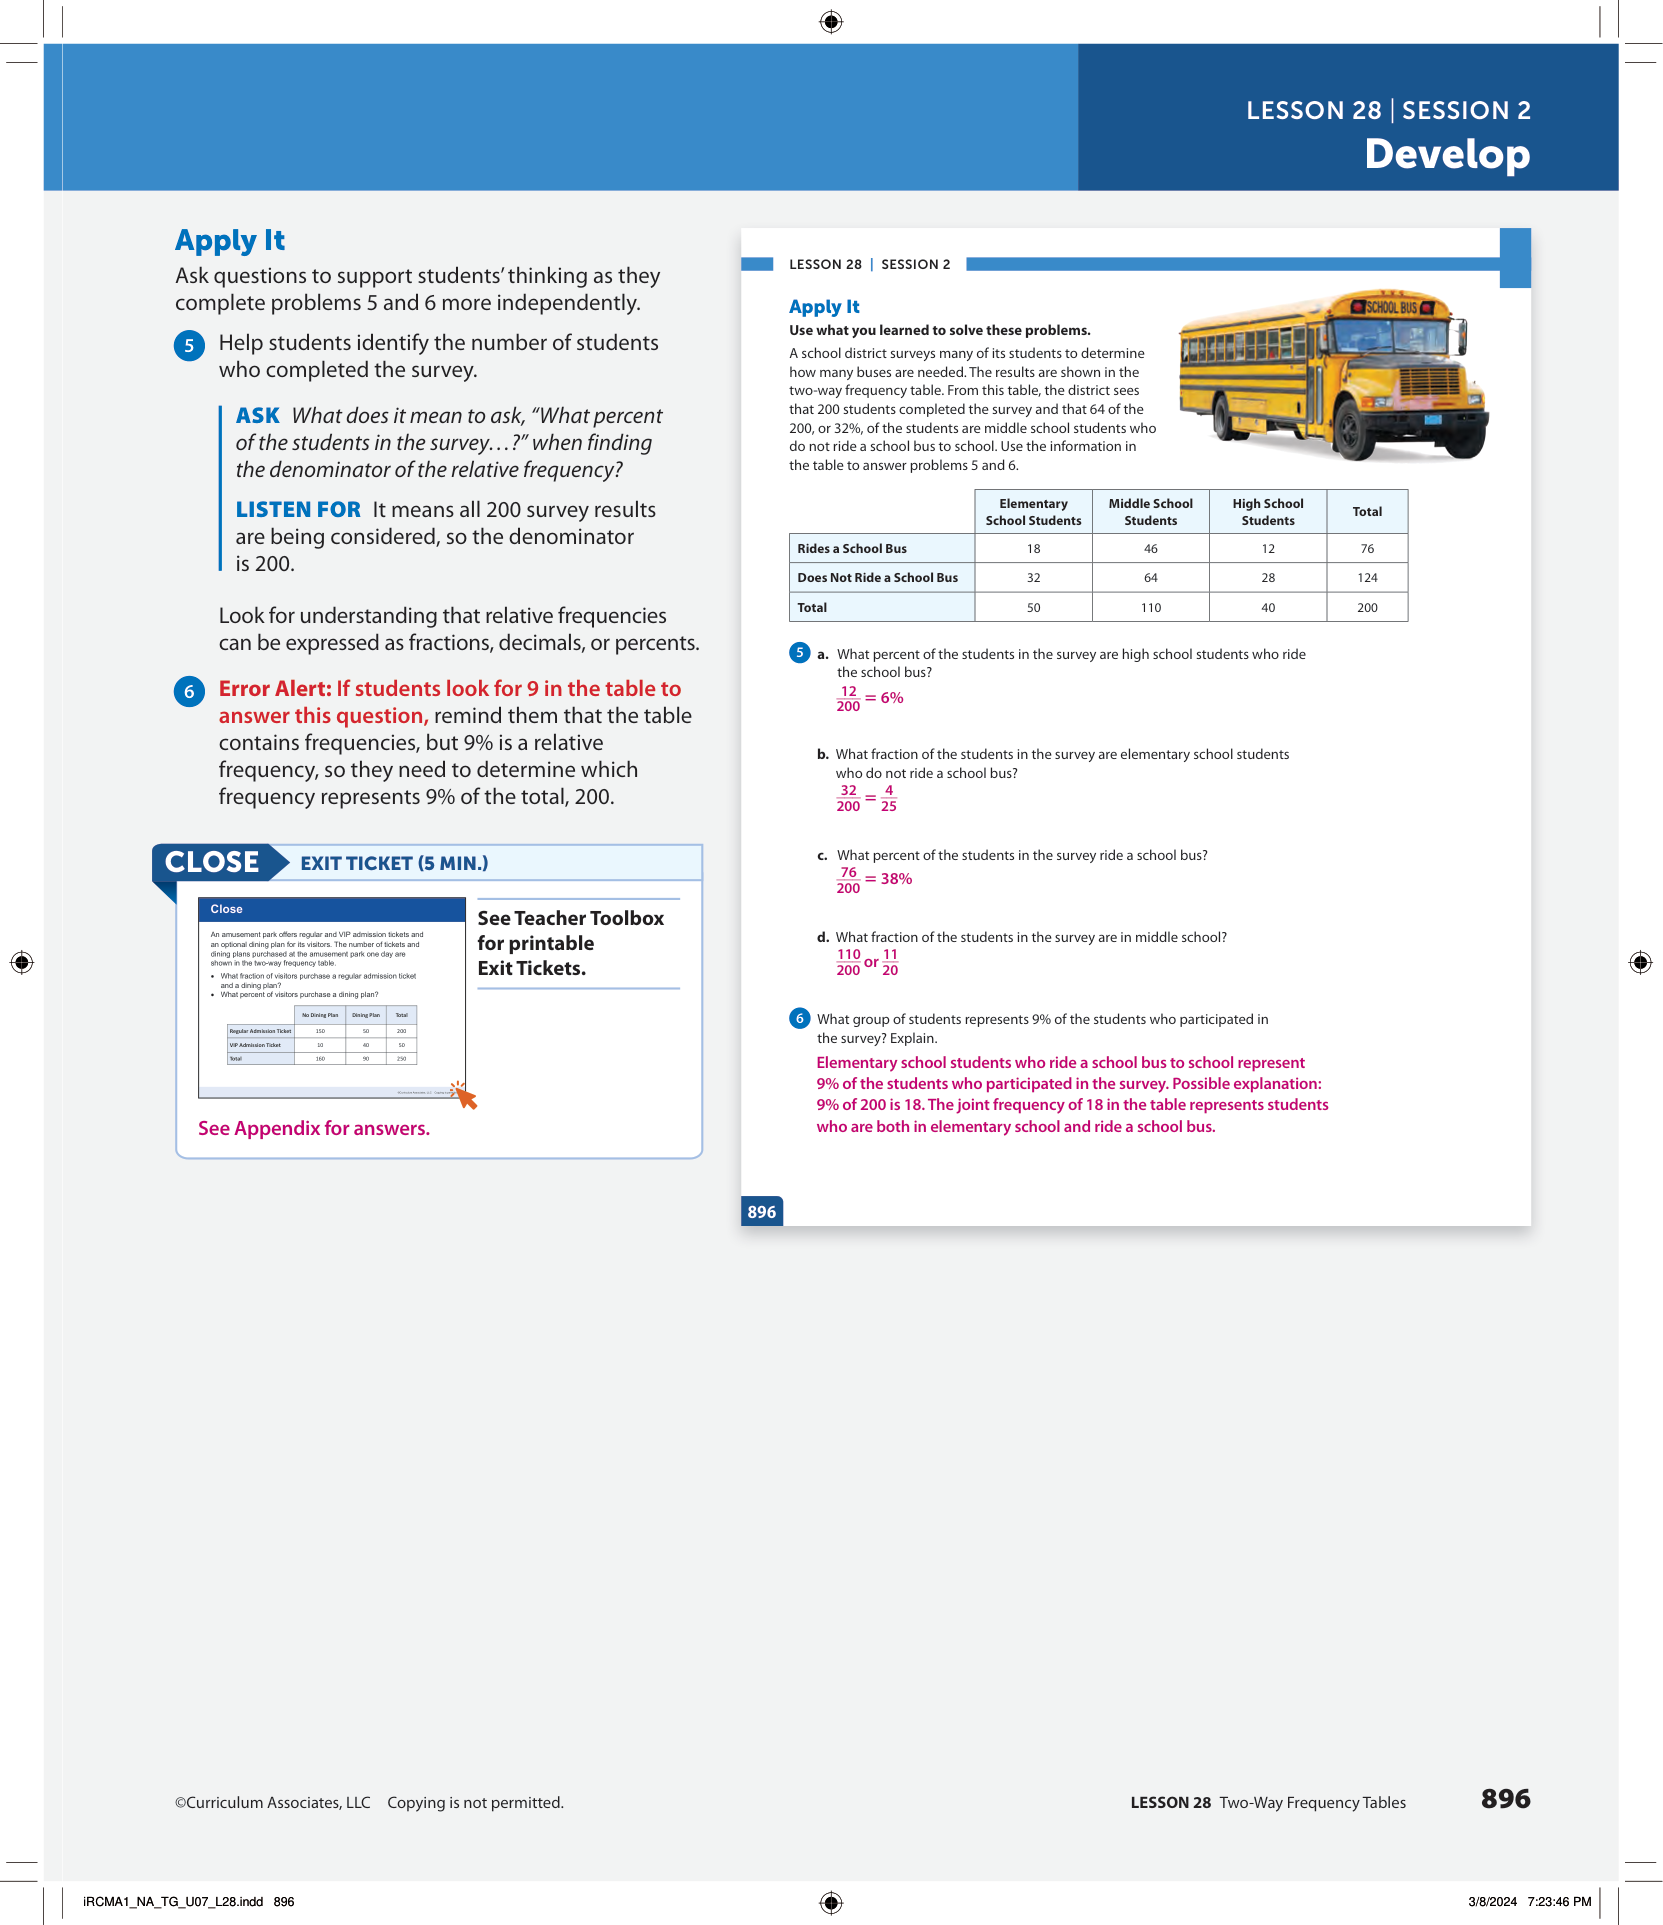 LESSON 28 | SESSION 2
Develop
Apply It
Ask questions to support students’ thinking as they
complete problems 5 and 6 more independently.
5 Help students identify the number of students
who completed the survey.
ASK What does it mean to ask, “What percent
of the students in the survey…?” when finding
the denominator of the relative frequency?
LISTEN FOR It means all 200 survey results
are being considered, so the denominator
is 200.
Look for understanding that relative frequencies
can be expressed as fractions, decimals, or percents.
6 Error Alert: If students look for 9 in the table to
answer this question, remind them that the table
contains frequencies, but 9% is a relative
frequency, so they need to determine which
frequency represents 9% of the total, 200.
CLOSE EXIT TICKET (5 MIN.)
Close
An amusement park offers regular and VIP admission tickets and
an optional dining plan for its visitors. The number of tickets and
dining plans purchased at the amusement park one day are
shown in the two-way frequency table.
• What fraction of visitors purchase a regular admission ticket
and a dining plan?
• What percent of visitors purchase a dining plan?
No Dining Plan Dining Plan Total
Regular Admission Ticket 150 50 200
VIP Admission Ticket 10 40 50
Total 160 90 250
See Teacher Toolbox
for printable
Exit Tickets.
See Appendix for answers.
LESSON 28 | SESSION 2
Apply It
Use what you learned to solve these problems.
A school district surveys many of its students to determine
how many buses are needed. The results are shown in the
two-way frequency table. From this table, the district sees
that 200 students completed the survey and that 64 of the
200, or 32%, of the students are middle school students who
do not ride a school bus to school. Use the information in
the table to answer problems 5 and 6.
SCHOOL BUS
Elementary School Students Middle School Students High School Students Total
Rides a School Bus 18 46 12 76
Does Not Ride a School Bus 32 64 28 124
Total 50 110 40 200
5 a. What percent of the students in the survey are high school students who ride
the school bus?
12/200 = 6%
b. What fraction of the students in the survey are elementary school students
who do not ride a school bus?
32/200 = 4/25
c. What percent of the students in the survey ride a school bus?
76/200 = 38%
d. What fraction of the students in the survey are in middle school?
110/200 or 11/20
6 What group of students represents 9% of the students who participated in
the survey? Explain.
Elementary school students who ride a school bus to school represent
9% of the students who participated in the survey. Possible explanation:
9% of 200 is 18. The joint frequency of 18 in the table represents students
who are both in elementary school and ride a school bus.
896
©Curriculum Associates, LLC Copying is not permitted.
LESSON 28 Two-Way Frequency Tables 896
iRCMA1_NA_TG_U07_L28.indd 896
3/8/2024 7:23:46 PM